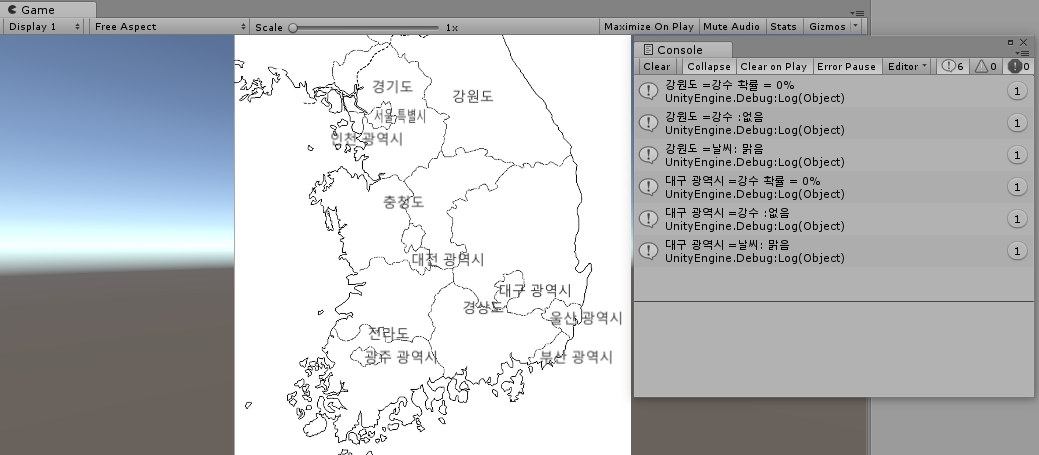 Game
Display 1
Free Aspect
Scale
1x
Maximize On Play
Mute Audio
Stats
Gizmos
경기도
강원도
서울특별시
인천 광역시
충청도
대전 광역시
대구 광역시
경상도
울산 광역시
전라도
광주 광역시
부산 광역시
Console
Clear
Collapse
Clear on Play
Error Pause
Editor
6
0
0
강원도 =강수 확률 = 0%
UnityEngine.Debug:Log(Object)
1
강원도 =강수 :없음
UnityEngine.Debug:Log(Object)
1
강원도 =날씨: 맑음
UnityEngine.Debug:Log(Object)
1
대구 광역시 =강수 확률 = 0%
UnityEngine.Debug:Log(Object)
1
대구 광역시 =강수 :없음
UnityEngine.Debug:Log(Object)
1
대구 광역시 =날씨: 맑음
UnityEngine.Debug:Log(Object)
1